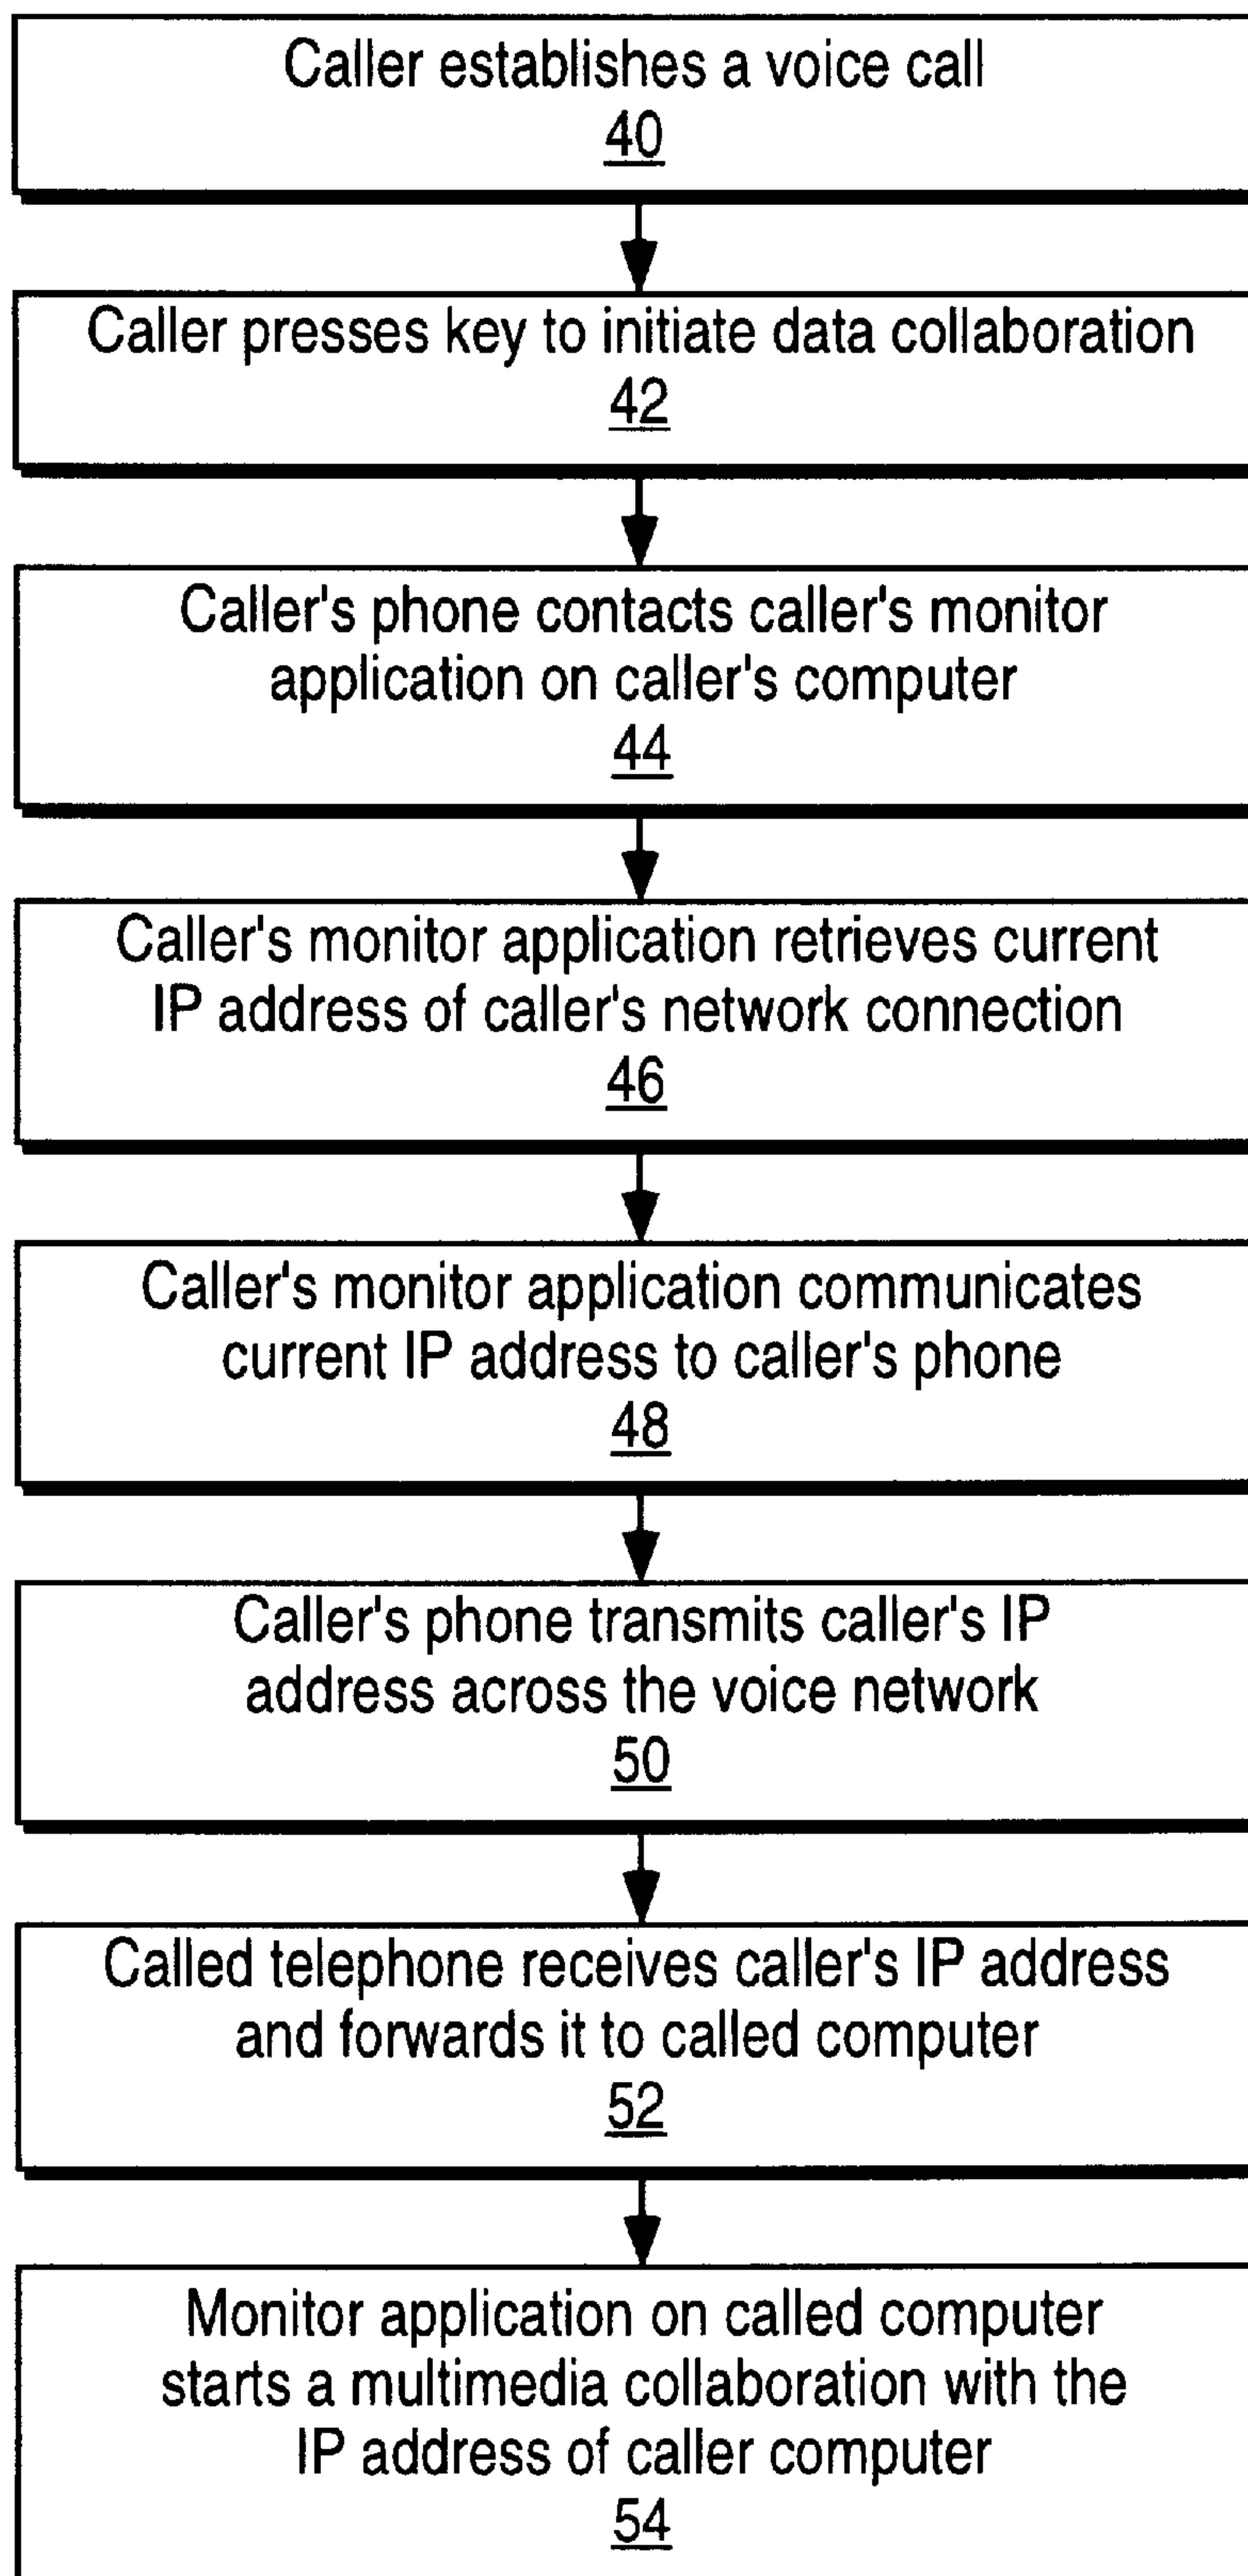 Caller establishes a voice call
40
Caller presses key to initiate data collaboration
42
Caller's phone contacts caller's monitor
application on caller's computer
44
Caller's monitor application retrieves current
IP address of caller's network connection
46
Caller's monitor application communicates
current IP address to caller's phone
48
Caller's phone transmits caller's IP
address across the voice network
50
Called telephone receives caller's IP address
and forwards it to called computer
52
Monitor application on called computer
starts a multimedia collaboration with the
IP address of caller computer
54